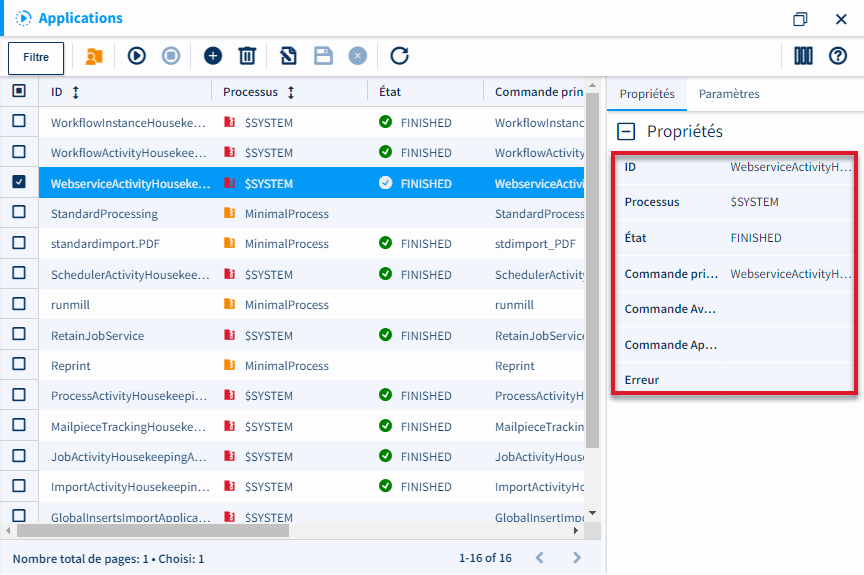 Applications
Filtre
ID Processus État Commande prin
WorkflowInstanceHouseke... $SYSTEM FINISHED WorkflowInstanc
WorkflowActivityHousekee... $SYSTEM FINISHED WorkflowActivity
WebserviceActivityHouseke... $SYSTEM FINISHED WebserviceActivi
StandardProcessing MinimalProcess StandardProcess
standardimport.PDF MinimalProcess FINISHED stdimport_PDF
SchedulerActivityHousekee... $SYSTEM FINISHED SchedulerActivity
runmill MinimalProcess runmill
RetainJobService $SYSTEM FINISHED RetainJobService
Reprint MinimalProcess Reprint
ProcessActivityHousekeepi... $SYSTEM FINISHED ProcessActivityH
MailpieceTrackingHouseke... $SYSTEM FINISHED MailpieceTrackin
JobActivityHousekeepingA... $SYSTEM FINISHED JobActivityHouse
ImportActivityHousekeepin... $SYSTEM FINISHED ImportActivityHo
GlobalInsertsImportApplica... $SYSTEM GlobalInsertImpor
Nombre total de pages: 1 • Choisi: 1 1-16 of 16
Propriétés Paramètres
Propriétés
ID WebserviceActivityH...
Processus $SYSTEM
État FINISHED
Commande pri... WebserviceActivityH...
Commande Av...
Commande Ap...
Erreur